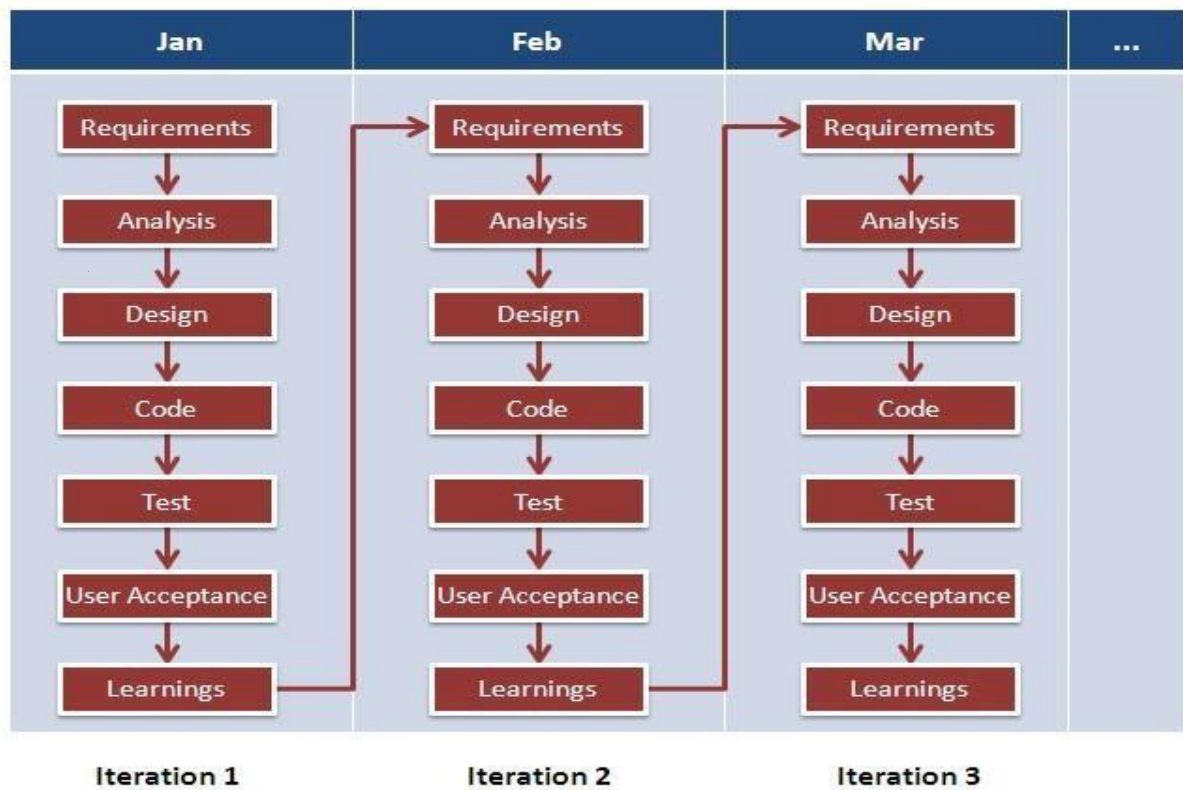 Jan
Feb
Mar
...
Requirements
Analysis
Design
Code
Test
User Acceptance
Learnings
Requirements
Analysis
Design
Code
Test
User Acceptance
Learnings
Requirements
Analysis
Design
Code
Test
User Acceptance
Learnings
Iteration 1
Iteration 2
Iteration 3